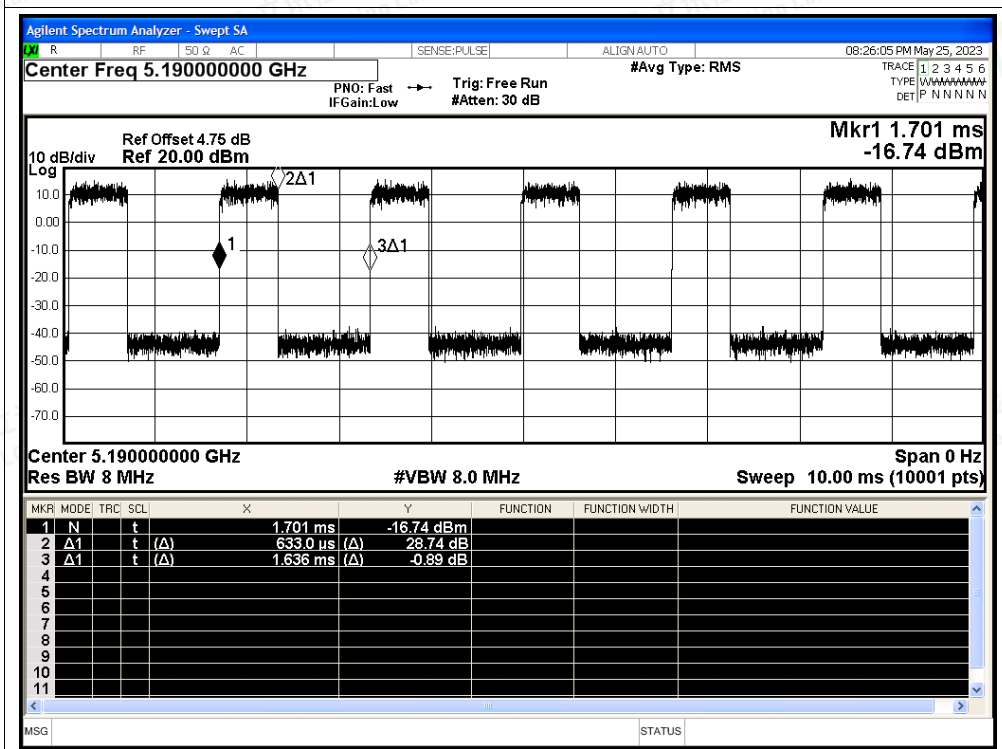 Agilent Spectrum Analyzer - Swept SA
LXI R RF 50 Ω AC SENSE:PULSE ALIGN AUTO 08:26:05 PM May 25, 2023
Center Freq 5.190000000 GHz #Avg Type: RMS TRACE 1 2 3 4 5 6
PNO: Fast Trig: Free Run TYPE
IFGain:Low #Atten: 30 dB DET P N N N N N
Mkr1 1.701 ms
Ref Offset 4.75 dB
10 dB/div Ref 20.00 dBm -16.74 dBm
Log
2Δ1
10.0
0.00
1
3Δ1
-10.0
-20.0
-30.0
-40.0
-50.0
-60.0
-70.0
Center 5.190000000 GHz Span 0 Hz
Res BW 8 MHz #VBW 8.0 MHz Sweep 10.00 ms (10001 pts)
MKR MODE TRC SCL X Y FUNCTION FUNCTION WIDTH FUNCTION VALUE
1 N t 1.701 ms -16.74 dBm
2 Δ1 t (Δ) 633.0 µs (Δ) 28.74 dB
3 Δ1 t (Δ) 1.636 ms (Δ) -0.89 dB
4
5
6
7
8
9
10
11
MSG STATUS